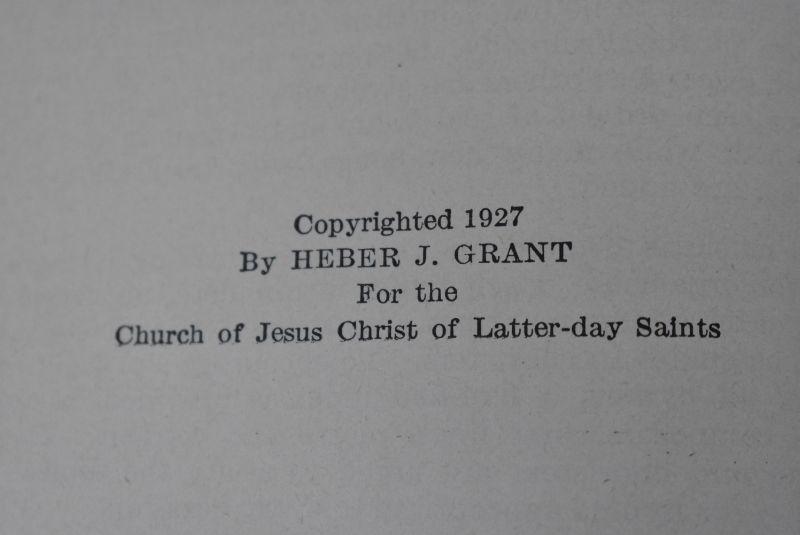 Copyrighted 1927
By HEBER J. GRANT
For the
Church of Jesus Christ of Latter-day Saints